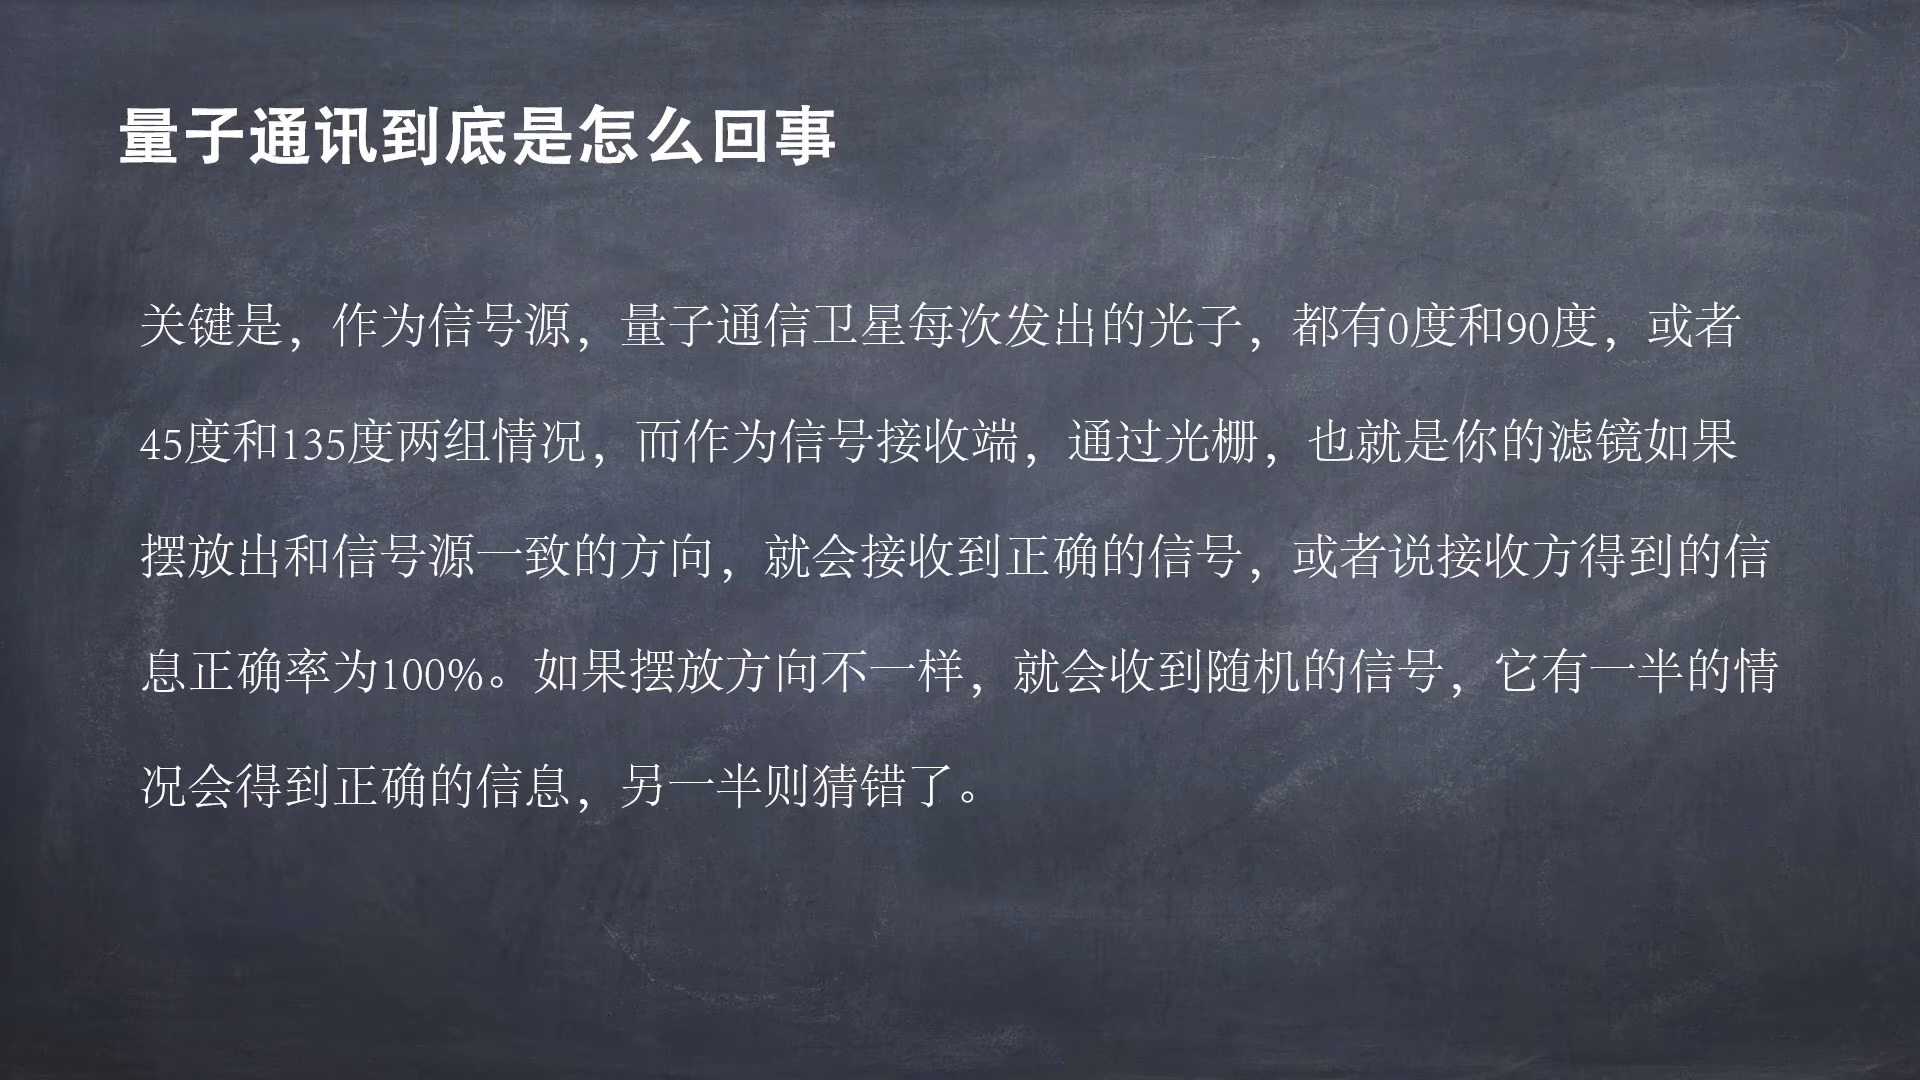 量子通讯到底是怎么回事
关键是，作为信号源，量子通信卫星每次发出的光子，都有0度和90度，或者
45度和135度两组情况，而作为信号接收端，通过光栅，也就是你的滤镜如果
摆放出和信号源一致的方向，就会接收到正确的信号，或者说接收方得到的信
息正确率为100%。如果摆放方向不一样，就会收到随机的信号，它有一半的情
况会得到正确的信息，另一半则猜错了。